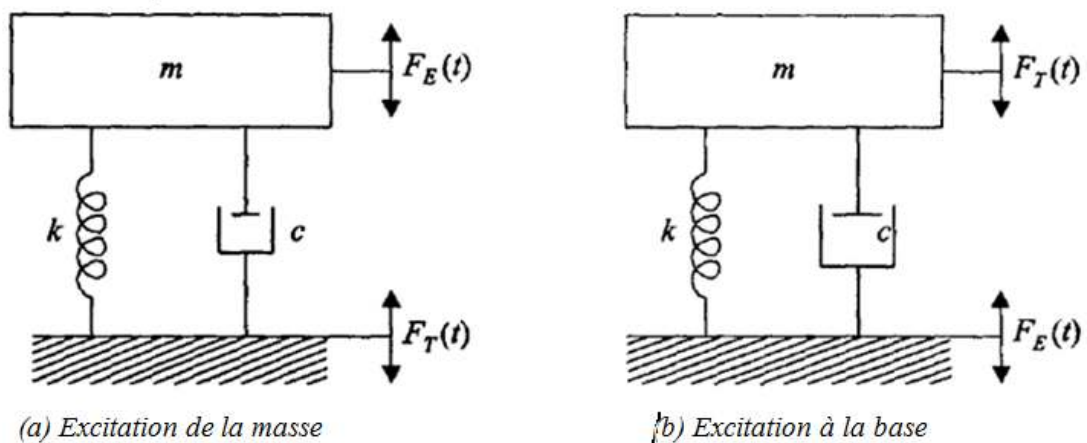 m
F_E(t)
k
c
F_T(t)
(a) Excitation de la masse
m
F_T(t)
k
c
F_E(t)
(b) Excitation à la base